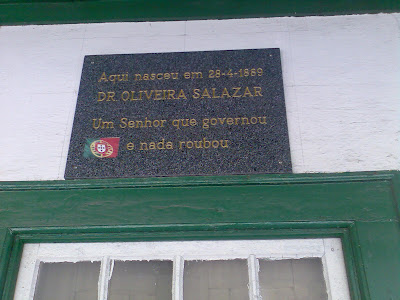 Aqui nasceu em 28-4-1889
DR. OLIVEIRA SALAZAR
Um Senhor que governou
e nada roubou